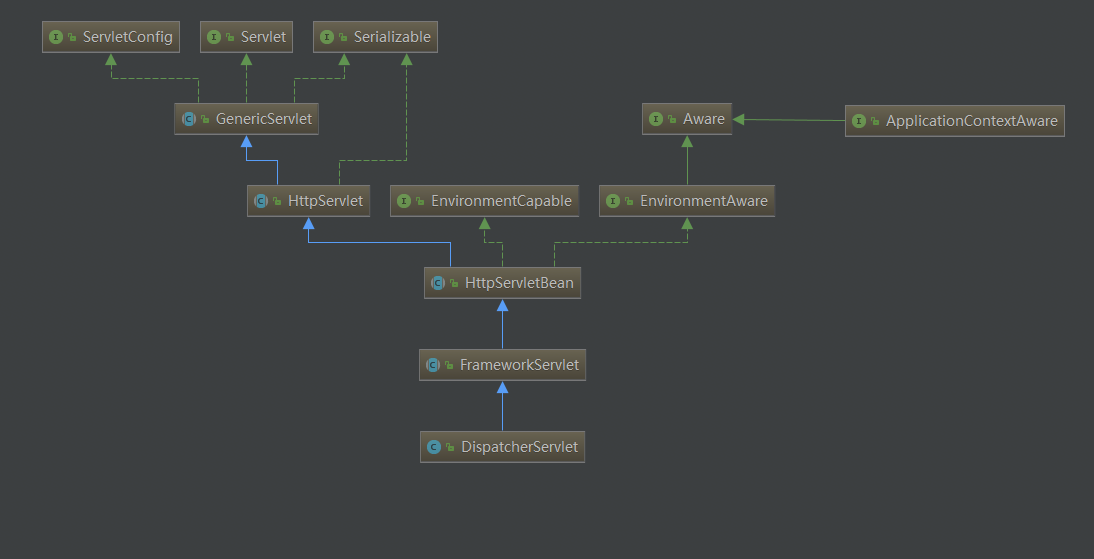 ServletConfig
Servlet
Serializable
GenericServlet
Aware
ApplicationContextAware
HttpServlet
EnvironmentCapable
EnvironmentAware
HttpServletBean
FrameworkServlet
DispatcherServlet